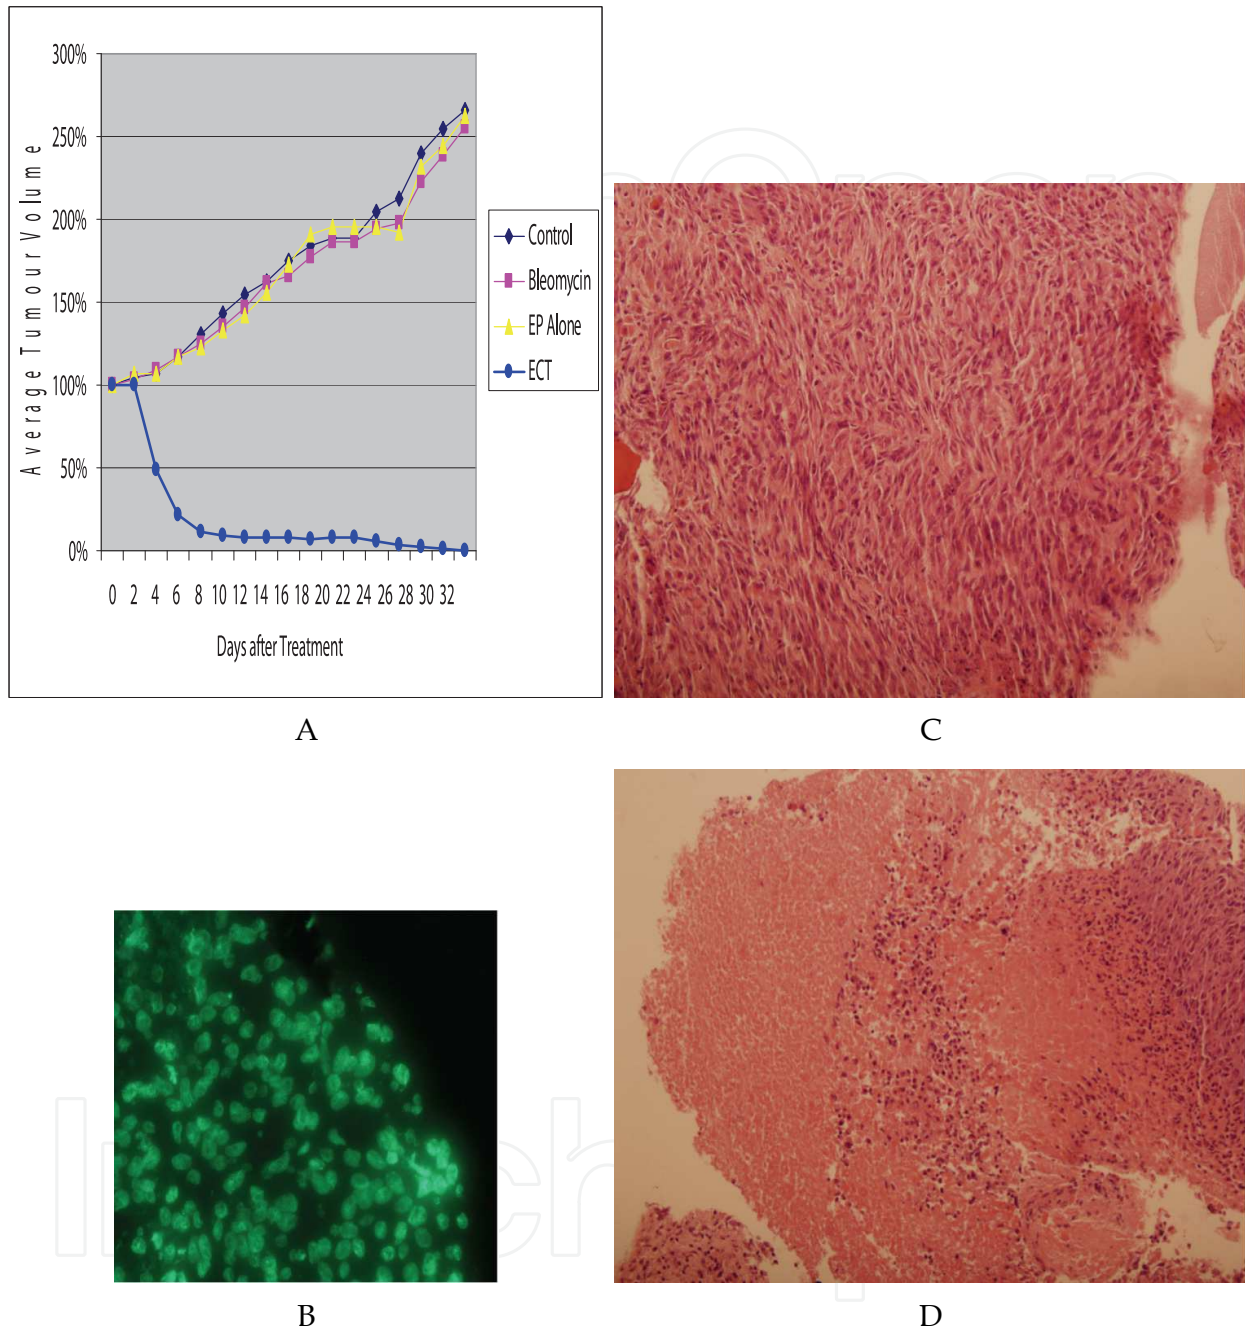 300%
250%
200%
150%
100%
50%
0%
Average Tumour Volume
0 2 4 6 8 10 12 14 16 18 20 22 24 26 28 30 32
Days after Treatment
Control
Bleomycin
EP Alone
ECT
A
C
B
D